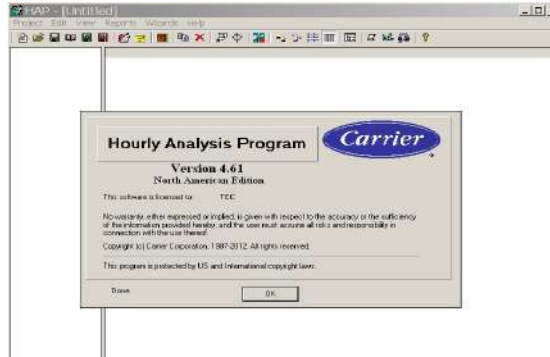 HAP - [Untitled]
Project Edit View Reports Wizards Help
Hourly Analysis Program
Carrier
Version 4.61
North American Edition
This software is licensed to: TEC
No warranty, either expressed or implied, is given with respect to the accuracy or the sufficiency
of the information provided hereby, and the user must assume all risks and responsibility in
connection with the use thereof.
Copyright (c) Carrier Corporation, 1987-2012. All rights reserved.
This program is protected by US and International copyright laws.
Done
OK